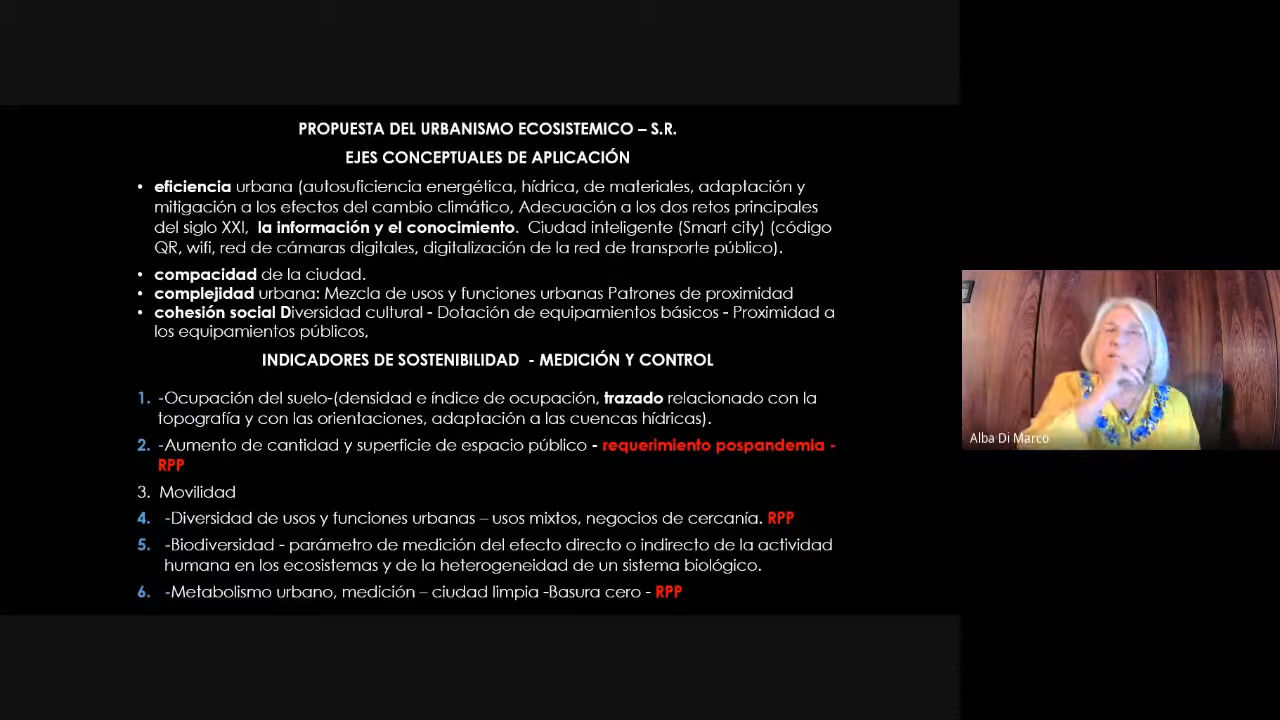 PROPUESTA DEL URBANISMO ECOSISTEMICO – S.R.
EJES CONCEPTUALES DE APLICACIÓN
• eficiencia urbana (autosuficiencia energética, hídrica, de materiales, adaptación y
mitigación a los efectos del cambio climático, Adecuación a los dos retos principales
del siglo XXI, la información y el conocimiento. Ciudad inteligente (Smart city) (código
QR, wifi, red de cámaras digitales, digitalización de la red de transporte público).
• compacidad de la ciudad.
• complejidad urbana: Mezcla de usos y funciones urbanas Patrones de proximidad
• cohesión social Diversidad cultural - Dotación de equipamientos básicos - Proximidad a
los equipamientos públicos,
INDICADORES DE SOSTENIBILIDAD - MEDICIÓN Y CONTROL
1. -Ocupación del suelo-(densidad e índice de ocupación, trazado relacionado con la
topografía y con las orientaciones, adaptación a las cuencas hídricas).
2. -Aumento de cantidad y superficie de espacio público - requerimiento pospandemia -
RPP
3. Movilidad
4. -Diversidad de usos y funciones urbanas – usos mixtos, negocios de cercanía. RPP
5. -Biodiversidad - parámetro de medición del efecto directo o indirecto de la actividad
humana en los ecosistemas y de la heterogeneidad de un sistema biológico.
6. -Metabolismo urbano, medición – ciudad limpia -Basura cero - RPP
Alba Di Marco